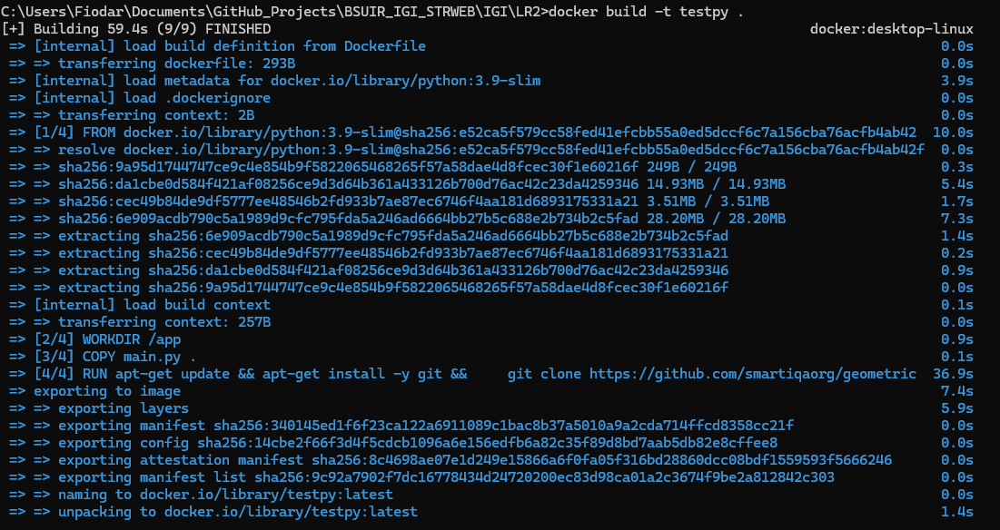 C:\Users\Fiodar\Documents\GitHub_Projects\BSUIR_IGI_STRWEB\IGI\LR2>docker build -t testpy .
[+] Building 59.4s (9/9) FINISHED docker:desktop-linux
=> [internal] load build definition from Dockerfile 0.0s
=> => transferring dockerfile: 293B 0.0s
=> [internal] load metadata for docker.io/library/python:3.9-slim 3.9s
=> [internal] load .dockerignore 0.0s
=> => transferring context: 2B 0.0s
=> [1/4] FROM docker.io/library/python:3.9-slim@sha256:e52ca5f579cc58fed41efcbb55a0ed5dccf6c7a156cba76acfb4ab42 10.0s
=> => resolve docker.io/library/python:3.9-slim@sha256:e52ca5f579cc58fed41efcbb55a0ed5dccf6c7a156cba76acfb4ab42f 0.0s
=> => sha256:9a95d1744747ce9c4e854b9f5822065468265f57a58dae4d8fcec30f1e60216f 249B / 249B 0.3s
=> => sha256:da1cbe0d584f421af08256ce9d3d64b361a433126b700d76ac42c23da4259346 14.93MB / 14.93MB 5.4s
=> => sha256:cec49b84de9df5777ee48546b2fd933b7ae87ec6746f4aa181d6893175331a21 3.51MB / 3.51MB 1.7s
=> => sha256:6e909acdb790c5a1989d9cfc795fda5a246ad6664bb27b5c688e2b734b2c5fad 28.20MB / 28.20MB 7.3s
=> => extracting sha256:6e909acdb790c5a1989d9cfc795fda5a246ad6664bb27b5c688e2b734b2c5fad 1.4s
=> => extracting sha256:cec49b84de9df5777ee48546b2fd933b7ae87ec6746f4aa181d6893175331a21 0.2s
=> => extracting sha256:da1cbe0d584f421af08256ce9d3d64b361a433126b700d76ac42c23da4259346 0.9s
=> => extracting sha256:9a95d1744747ce9c4e854b9f5822065468265f57a58dae4d8fcec30f1e60216f 0.0s
=> [internal] load build context 0.1s
=> => transferring context: 257B 0.0s
=> [2/4] WORKDIR /app 0.9s
=> [3/4] COPY main.py . 0.1s
=> [4/4] RUN apt-get update && apt-get install -y git &&     git clone https://github.com/smartiqaorg/geometric 36.9s
=> exporting to image 7.4s
=> => exporting layers 5.9s
=> => exporting manifest sha256:340145ed1f6f23ca122a6911089c1bac8b37a5010a9a2cda714ffcd8358cc21f 0.0s
=> => exporting config sha256:14cbe2f66f3d4f5cdcb1096a6e156edfb6a82c35f89d8bd7aab5db82e8cffee8 0.0s
=> => exporting attestation manifest sha256:8c4698ae07e1d249e15866a6f0fa05f316bd28860dcc08bdf1559593f5666246 0.0s
=> => exporting manifest list sha256:9c92a7902f7dc16778434d24720200ec83d98ca01a2c3674f9be2a812842c303 0.0s
=> => naming to docker.io/library/testpy:latest 0.0s
=> => unpacking to docker.io/library/testpy:latest 1.4s